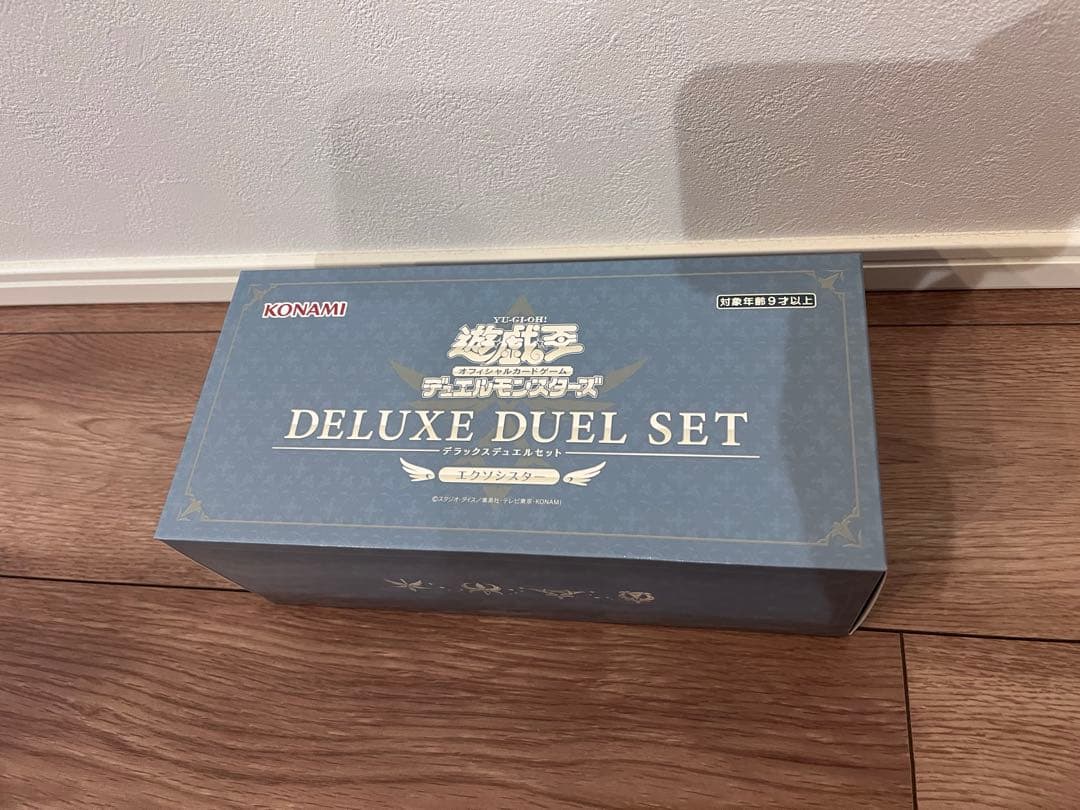 KONAMI
対象年齢9才以上
YU-GI-OH!
遊戯王
オフィシャルカードゲーム
デュエルモンスターズ
DELUXE DUEL SET
デラックスデュエルセット
エクソシスター
©スタジオ・ダイス/集英社・テレビ東京・KONAMI